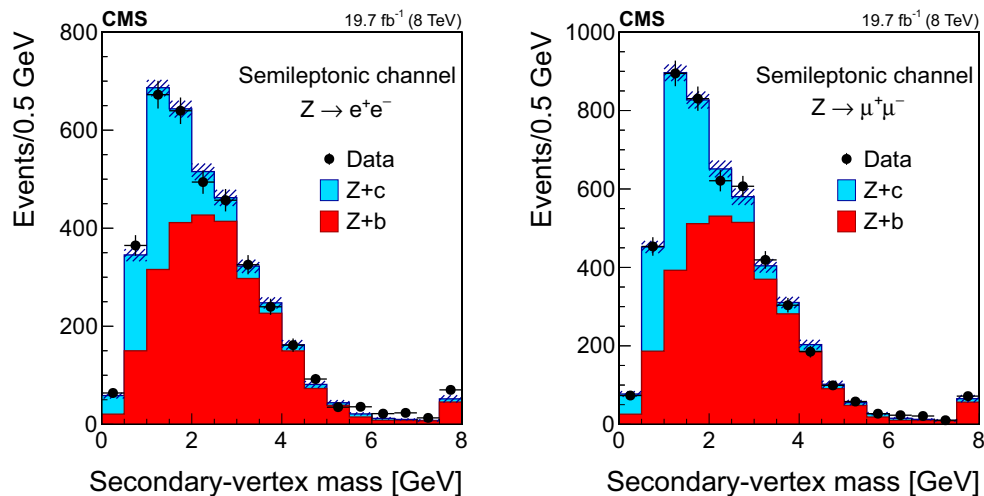 CMS 19.7 fb⁻¹ (8 TeV)
Events/0.5 GeV
800
600
400
200
0
Semileptonic channel
Z → e⁺e⁻
Data
Z+c
Z+b
0 2 4 6 8
Secondary-vertex mass [GeV]
CMS 19.7 fb⁻¹ (8 TeV)
Events/0.5 GeV
1000
800
600
400
200
0
Semileptonic channel
Z → μ⁺μ⁻
Data
Z+c
Z+b
0 2 4 6 8
Secondary-vertex mass [GeV]